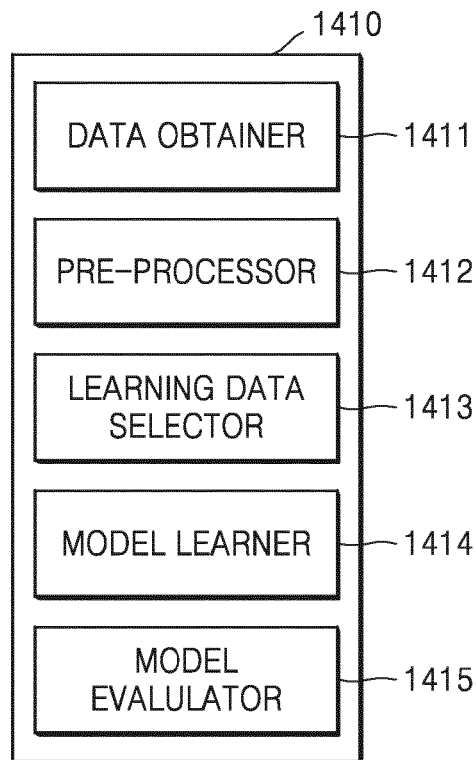 1410
DATA OBTAINER
1411
PRE-PROCESSOR
1412
LEARNING DATA
SELECTOR
1413
MODEL LEARNER
1414
MODEL
EVALULATOR
1415